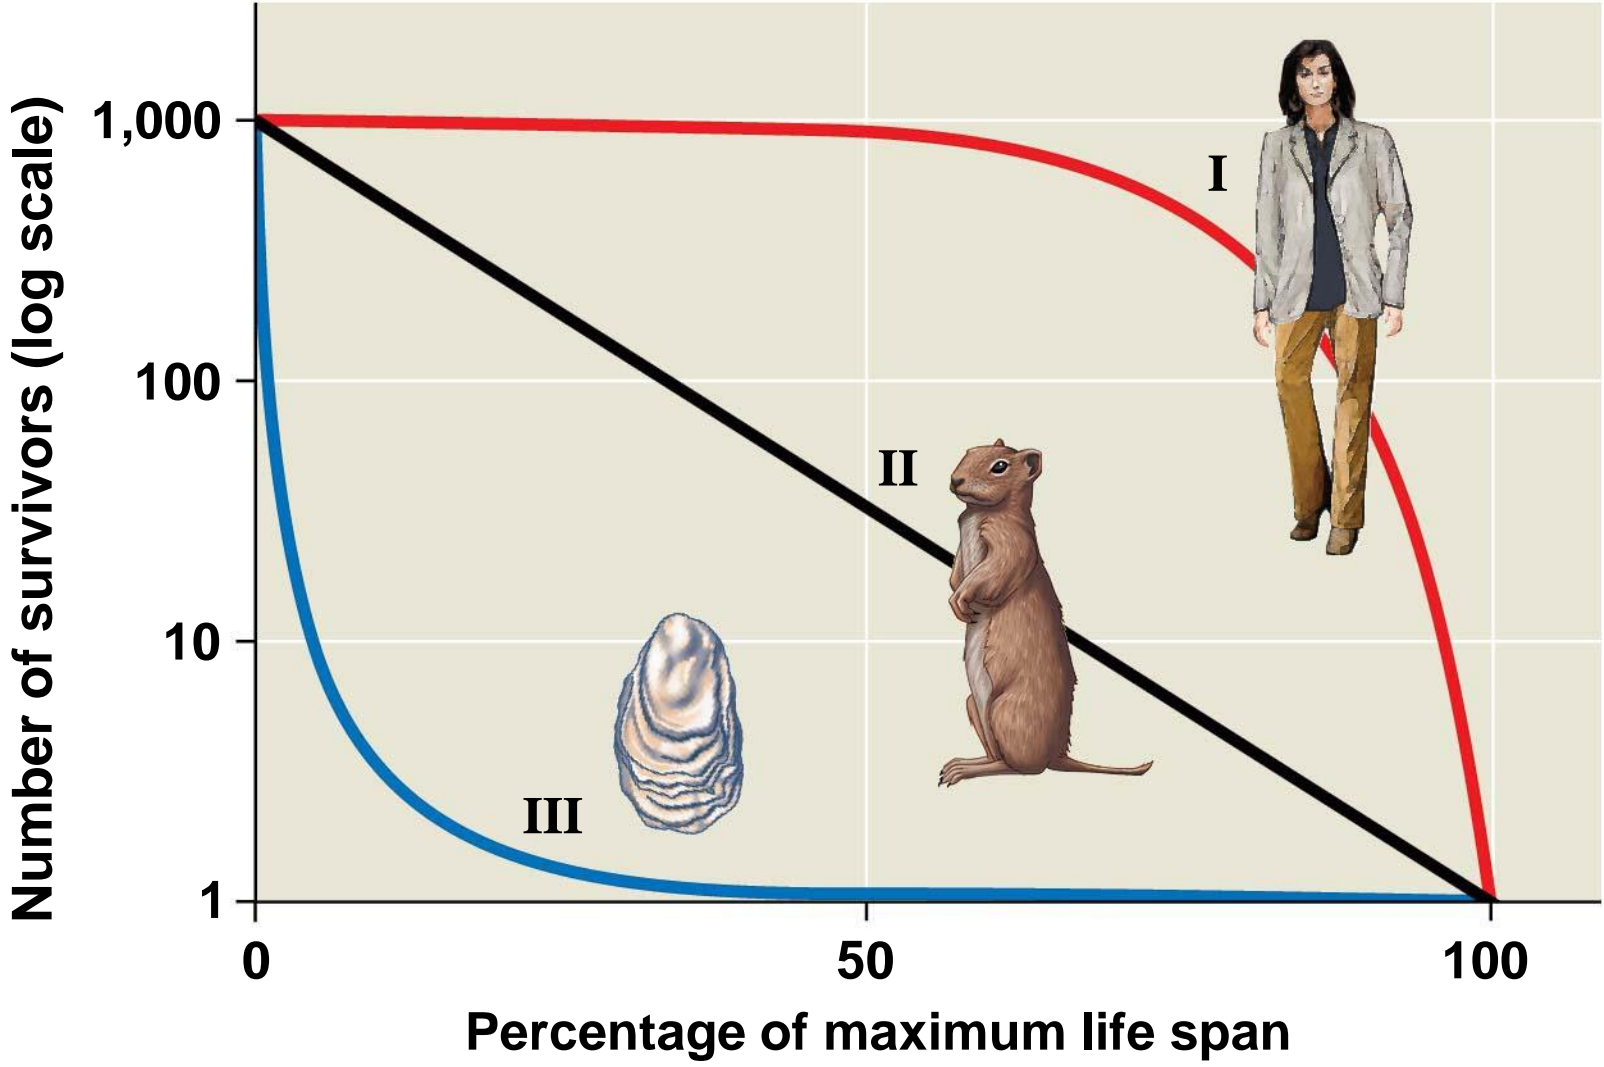 Number of survivors (log scale)
1,000
100
10
1
I
II
III
0
50
100
Percentage of maximum life span